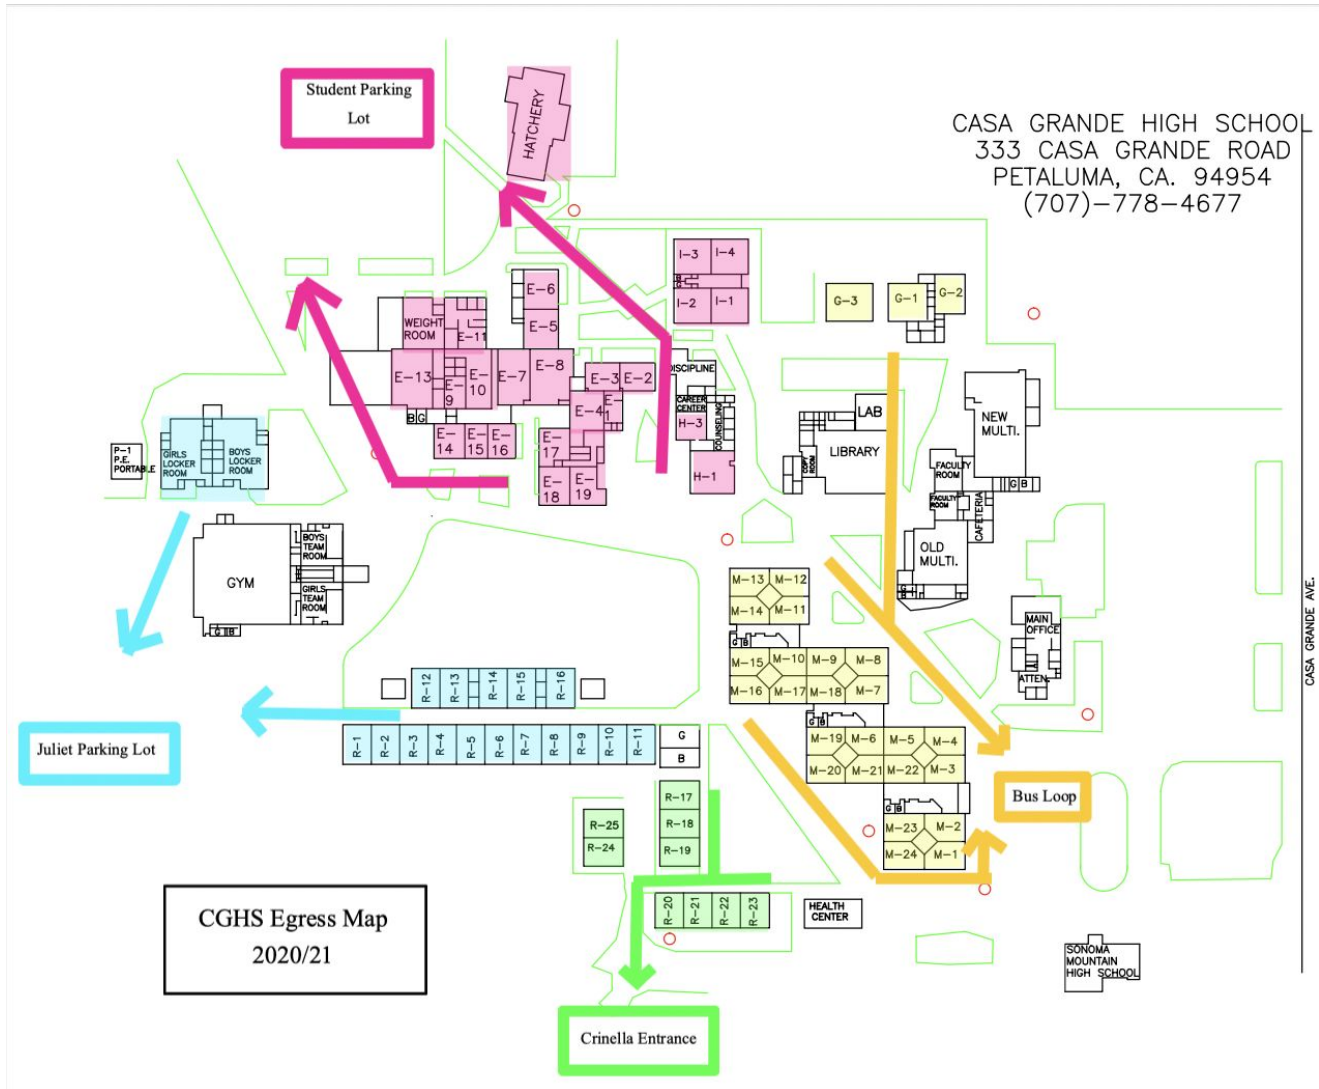 Student Parking
Lot
HATCHERY
CASA GRANDE HIGH SCHOOL
333 CASA GRANDE ROAD
PETALUMA, CA. 94954
(707)-778-4677
I-3
I-4
B
G
I-2
I-1
G-3
G-1
G-2
E-6
E-5
WEIGHT
ROOM
E-11
E-13
E-
9
E-
10
E-7
E-8
E-3
E-2
E-4
E-
1
B G
E-
14
E-
15
E-
16
E-
17
E-
18
E-
19
DISCIPLINE
CAREER
CENTER
COUNSELING
H-3
H-1
LAB
LIBRARY
COPY
ROOM
NEW
MULTI.
FACULTY
ROOM
G B
FACULTY
ROOM
CAFETERIA
OLD
MULTI.
G
B
P-1
P.E.
PORTABLE
GIRLS
LOCKER
ROOM
BOYS
LOCKER
ROOM
GYM
BOYS
TEAM
ROOM
GIRLS
TEAM
ROOM
G B
M-13
M-12
M-14
M-11
G B
M-15
M-10
M-9
M-8
M-16
M-17
M-18
M-7
G B
M-19
M-6
M-5
M-4
M-20
M-21
M-22
M-3
G B
M-23
M-2
M-24
M-1
MAIN
OFFICE
ATTEN.
CASA GRANDE AVE.
R-12
R-13
R-14
R-15
R-16
Juliet Parking Lot
R-1
R-2
R-3
R-4
R-5
R-6
R-7
R-8
R-9
R-10
R-11
G
B
Bus Loop
R-17
R-18
R-19
R-25
R-24
R-20
R-21
R-22
R-23
HEALTH
CENTER
CGHS Egress Map
2020/21
SONOMA
MOUNTAIN
HIGH SCHOOL
Crinella Entrance